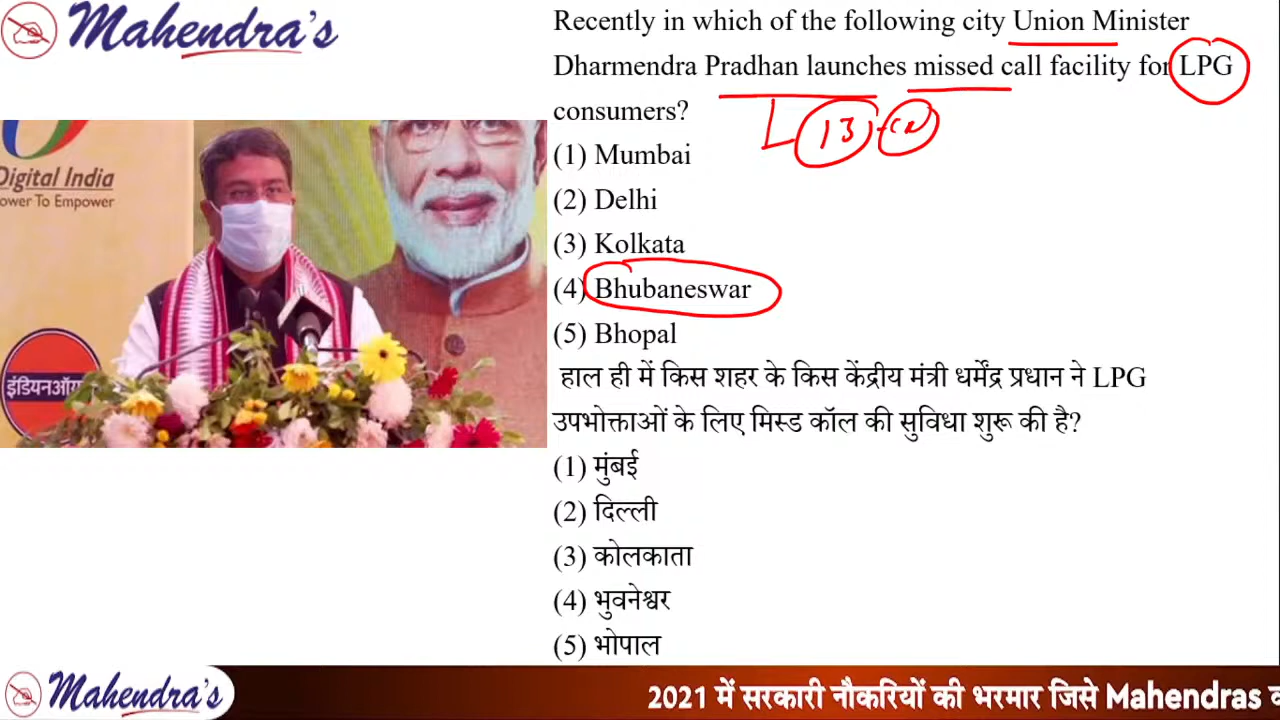 Mahendra's
Recently in which of the following city Union Minister
Dharmendra Pradhan launches missed call facility for LPG
consumers?
13
(1) Mumbai
(2) Delhi
(3) Kolkata
(4) Bhubaneswar
(5) Bhopal
Digital India
ower To Empower
इंडियनऑय
हाल ही में किस शहर के किस केंद्रीय मंत्री धर्मेंद्र प्रधान ने LPG
उपभोक्ताओं के लिए मिस्ड कॉल की सुविधा शुरू की है?
(1) मुंबई
(2) दिल्ली
(3) कोलकाता
(4) भुवनेश्वर
(5) भोपाल
Mahendra's
2021 में सरकारी नौकरियों की भरमार जिसे Mahendras